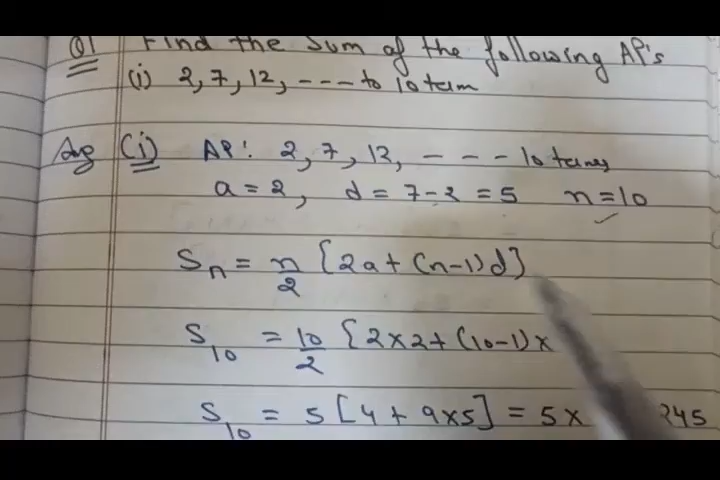 Q1 Find the Sum of the following AP's
(i) 2, 7, 12, ---- to 10 term
Ans (i) AP: 2, 7, 12, - - - 10 terms
a = 2, d = 7-2 = 5 n = 10
Sn = n/2 [2a + (n-1)d]
S10 = 10/2 [2×2 + (10-1)×
S10 = 5 [4 + 9×5] = 5× 245